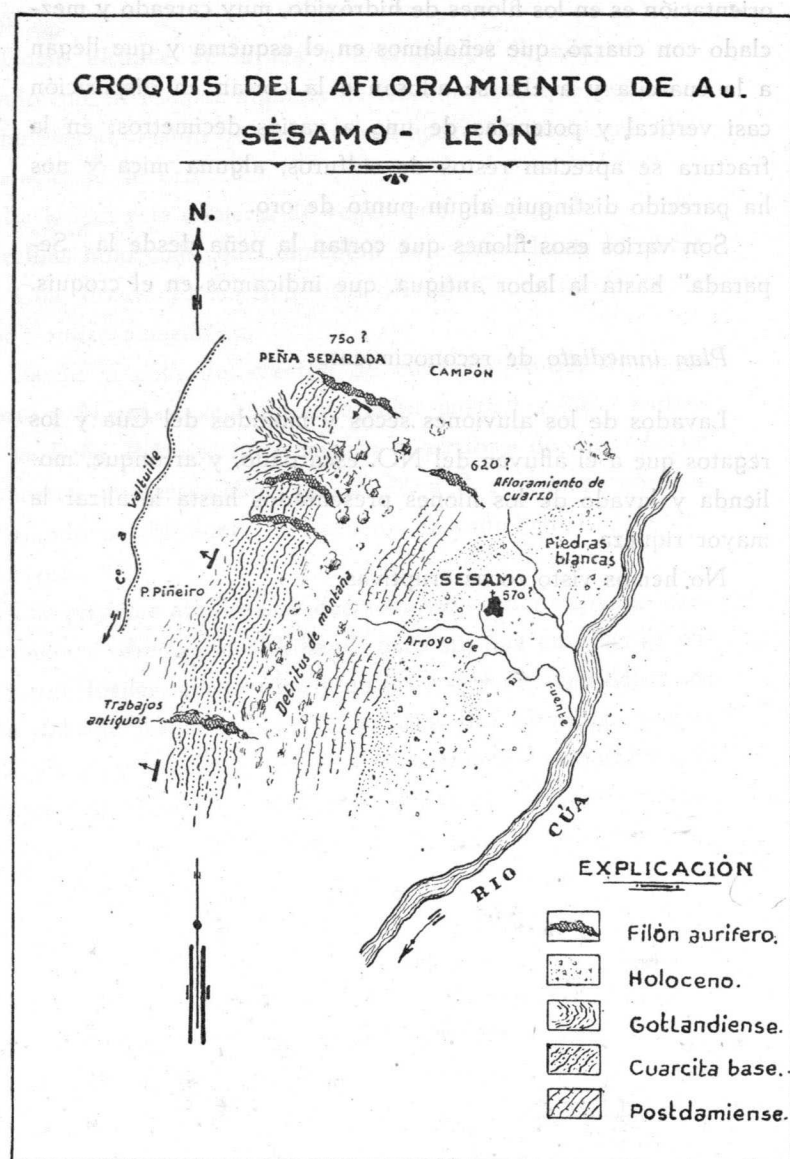 CROQUIS DEL AFLORAMIENTO DE Au.
SÉSAMO - LEÓN
N.
750 ?
PEÑA SEPARADA
CAMPÓN
620 ?
Afloramiento de
cuarzo
Piedras
blancas
SÉSAMO
570?
Cº a
P. Piñeiro
Detritus de montaña
Arroyo de
la
Fuente
Trabajos
antiguos
RIO CÚA
EXPLICACIÓN
Filón aurifero.
Holoceno.
Gotlandiense.
Cuarcita base.
Postdamiense.